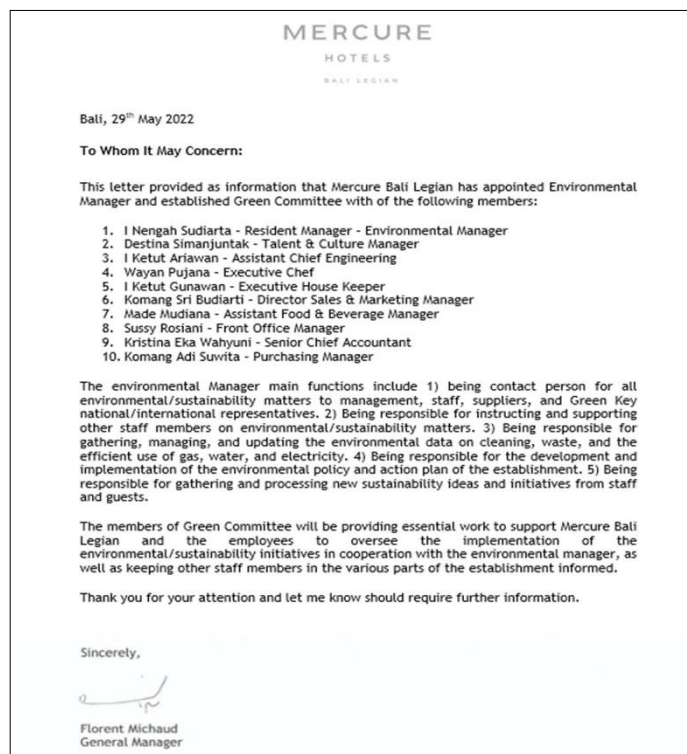 MERCURE
HOTELS
BALI LEGIAN
Bali, 29th May 2022
To Whom It May Concern:
This letter provided as information that Mercure Bali Legian has appointed Environmental
Manager and established Green Committee with of the following members:
1. I Nengah Sudiarta - Resident Manager - Environmental Manager
2. Destina Simanjuntak - Talent & Culture Manager
3. I Ketut Ariawan - Assistant Chief Engineering
4. Wayan Pujana - Executive Chef
5. I Ketut Gunawan - Executive House Keeper
6. Komang Sri Budiarti - Director Sales & Marketing Manager
7. Made Mudiana - Assistant Food & Beverage Manager
8. Sussy Rosiani - Front Office Manager
9. Kristina Eka Wahyuni - Senior Chief Accountant
10. Komang Adi Suwita - Purchasing Manager
The environmental Manager main functions include 1) being contact person for all
environmental/sustainability matters to management, staff, suppliers, and Green Key
national/international representatives. 2) Being responsible for instructing and supporting
other staff members on environmental/sustainability matters. 3) Being responsible for
gathering, managing, and updating the environmental data on cleaning, waste, and the
efficient use of gas, water, and electricity. 4) Being responsible for the development and
implementation of the environmental policy and action plan of the establishment. 5) Being
responsible for gathering and processing new sustainability ideas and initiatives from staff
and guests.
The members of Green Committee will be providing essential work to support Mercure Bali
Legian and the employees to oversee the implementation of the
environmental/sustainability initiatives in cooperation with the environmental manager, as
well as keeping other staff members in the various parts of the establishment informed.
Thank you for your attention and let me know should require further information.
Sincerely,
Florent Michaud
General Manager